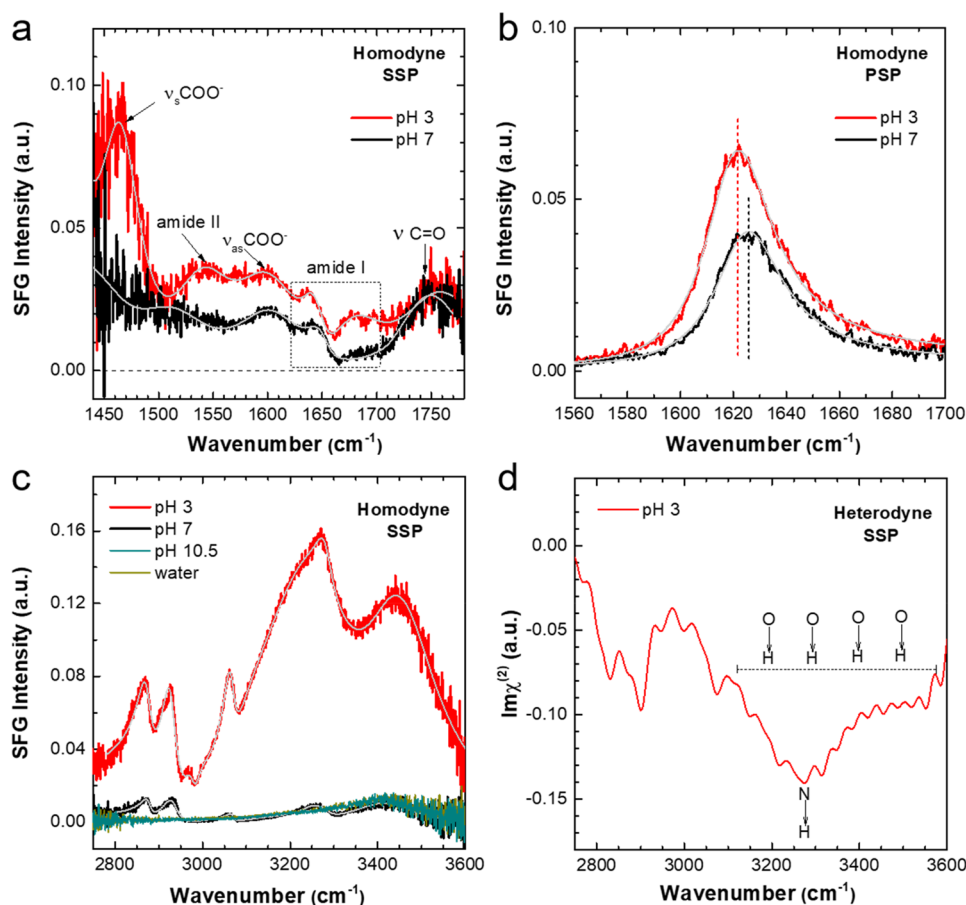 a
Homodyne
SSP
νsCOO-
pH 3
pH 7
amide II
νasCOO-
amide I
ν C=O
SFG Intensity (a.u.)
0.10
0.05
0.00
1450 1500 1550 1600 1650 1700 1750
Wavenumber (cm-1)
b
Homodyne
PSP
pH 3
pH 7
SFG Intensity (a.u.)
0.10
0.05
0.00
1560 1580 1600 1620 1640 1660 1680 1700
Wavenumber (cm-1)
c
pH 3
pH 7
pH 10.5
water
Homodyne
SSP
SFG Intensity (a.u.)
0.16
0.12
0.08
0.04
0.00
2800 3000 3200 3400 3600
Wavenumber (cm-1)
d
pH 3
Heterodyne
SSP
Imχ(2) (a.u.)
0.00
-0.05
-0.10
-0.15
O O O O
H H H H
N
H
2800 3000 3200 3400 3600
Wavenumber (cm-1)